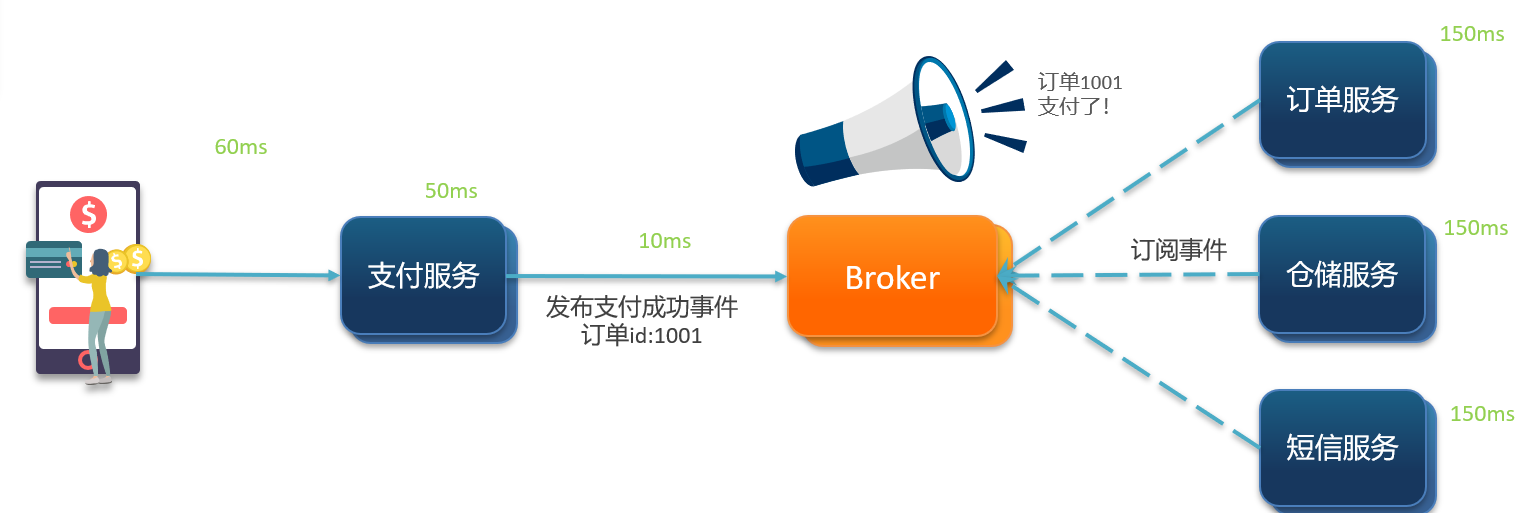 60ms
50ms
支付服务
10ms
发布支付成功事件
订单id:1001
订单1001
支付了!
Broker
订阅事件
150ms
订单服务
150ms
仓储服务
150ms
短信服务